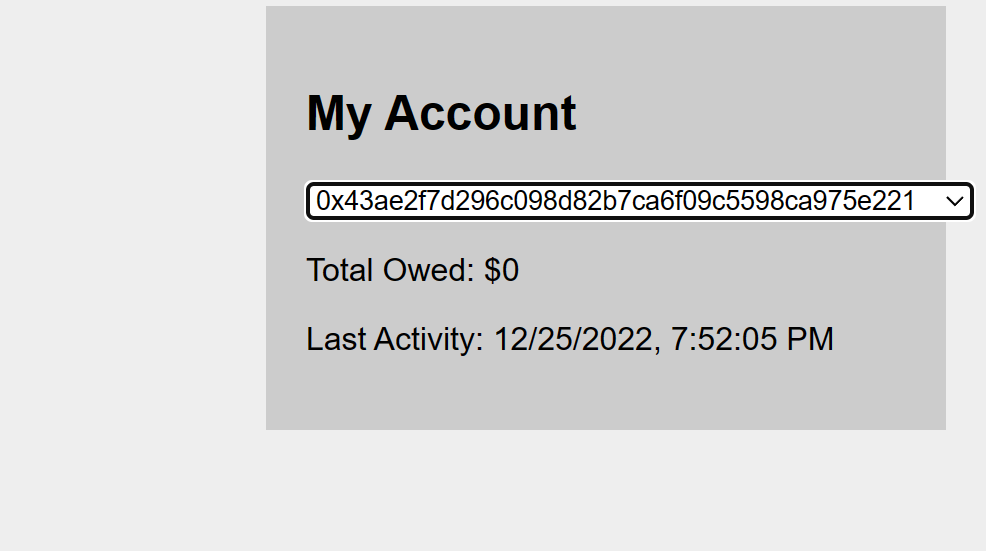 My Account
0x43ae2f7d296c098d82b7ca6f09c5598ca975e221
Total Owed: $0
Last Activity: 12/25/2022, 7:52:05 PM